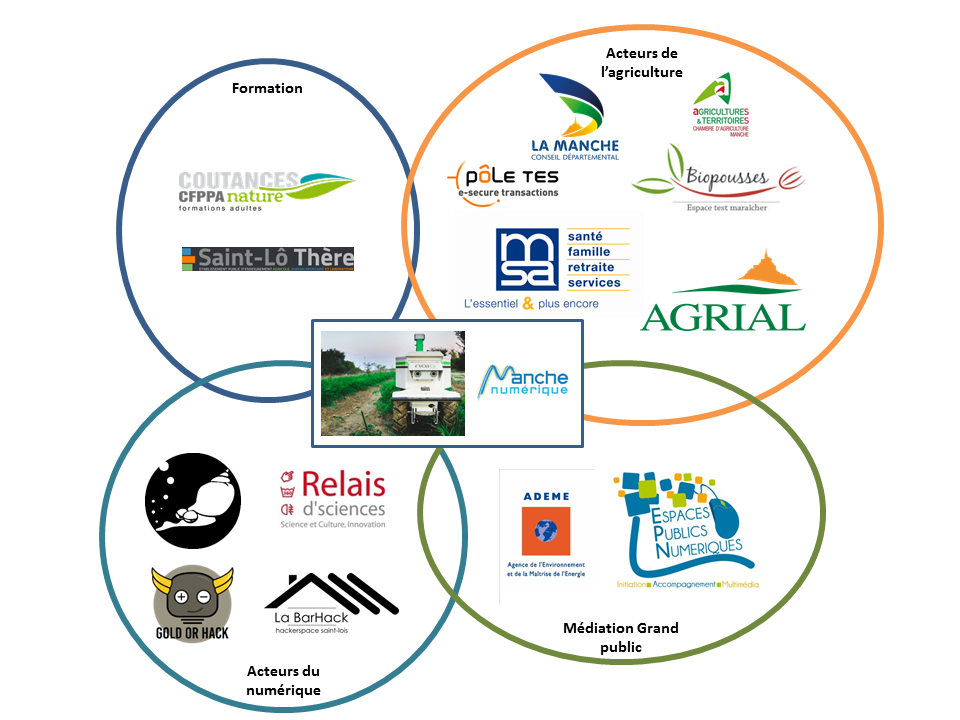 Formation
COUTANCES
CFPPA nature
formations adultes
Saint-Lô Thère
Acteurs de
l'agriculture
LA MANCHE
CONSEIL DÉPARTEMENTAL
AGRICULTURES
& TERRITOIRES
CHAMBRE D'AGRICULTURE
MANCHE
PÔLE TES
e-secure transactions
Biopousses
Espace test maraîcher
msa
santé
famille
retraite
services
L'essentiel & plus encore
AGRIAL
Manche
numérique
Relais
d'sciences
Science et Culture, Innovation
GOLD OR HACK
La BarHack
hackerspace saint-lois
Acteurs du
numérique
ADEME
Agence de l'Environnement
et de la Maîtrise de l'Energie
ESPACES
PUBLICS
NUMERIQUES
Initiation Accompagnement Multimédia
Médiation Grand
public